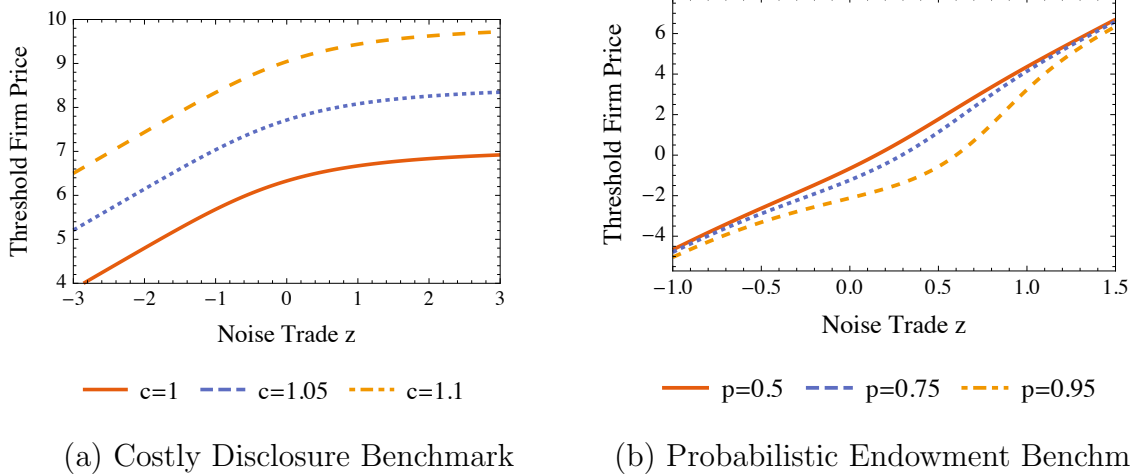 10
9
8
7
6
5
4
−3 −2 −1 0 1 2 3
Threshold Firm Price
Noise Trade z
c=1 c=1.05 c=1.1
(a) Costly Disclosure Benchmark
6
4
2
0
−2
−4
−1.0 −0.5 0.0 0.5 1.0 1.5
Threshold Firm Price
Noise Trade z
p=0.5 p=0.75 p=0.95
(b) Probabilistic Endowment Benchm